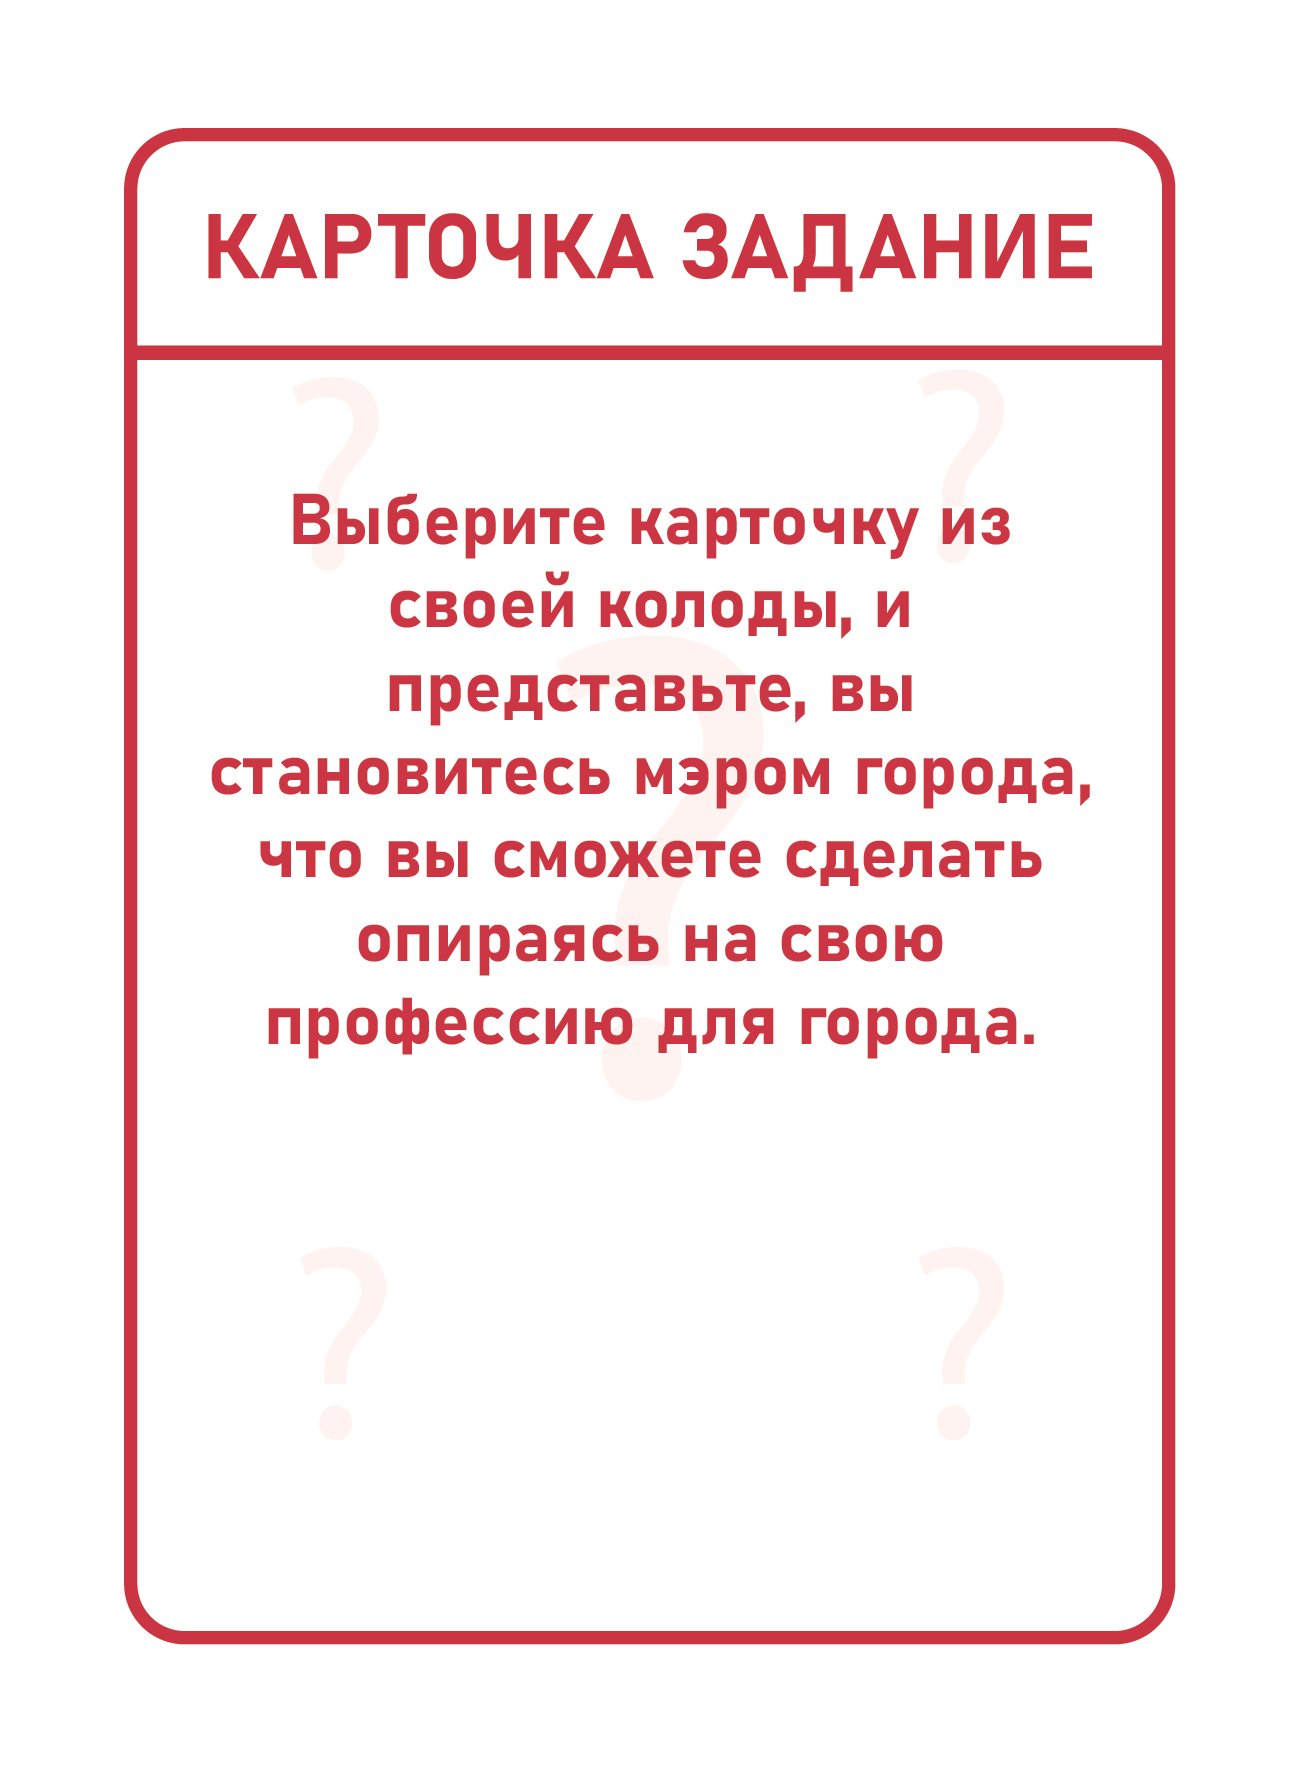 КАРТОЧКА ЗАДАНИЕ
Выберите карточку из
своей колоды, и
представьте, вы
становитесь мэром города,
что вы сможете сделать
опираясь на свою
профессию для города.